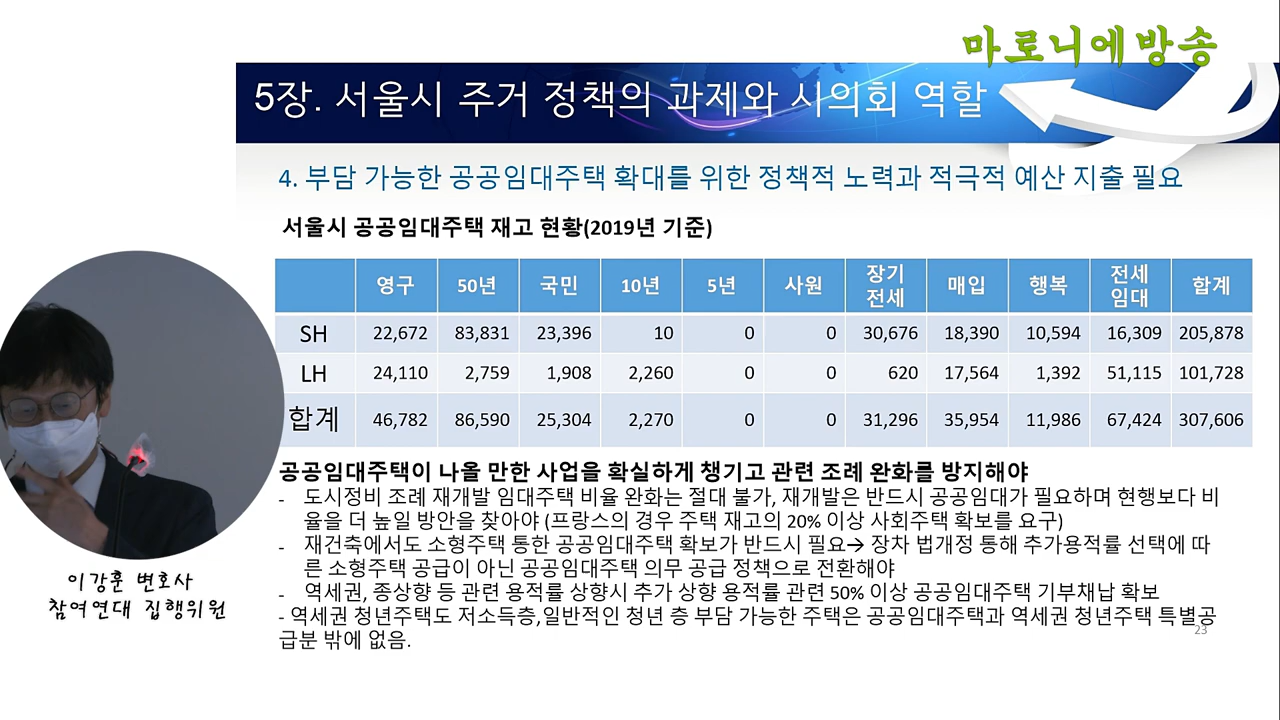 마로니에방송
5장. 서울시 주거 정책의 과제와 시의회 역할
4. 부담 가능한 공공임대주택 확대를 위한 정책적 노력과 적극적 예산 지출 필요
서울시 공공임대주택 재고 현황(2019년 기준)
영구 50년 국민 10년 5년 사원 장기 전세 매입 행복 전세 임대 합계
SH 22,672 83,831 23,396 10 0 0 30,676 18,390 10,594 16,309 205,878
LH 24,110 2,759 1,908 2,260 0 0 620 17,564 1,392 51,115 101,728
합계 46,782 86,590 25,304 2,270 0 0 31,296 35,954 11,986 67,424 307,606
공공임대주택이 나올 만한 사업을 확실하게 챙기고 관련 조례 완화를 방지해야
- 도시정비 조례 재개발 임대주택 비율 완화는 절대 불가, 재개발은 반드시 공공임대가 필요하며 현행보다 비
율을 더 높일 방안을 찾아야 (프랑스의 경우 주택 재고의 20% 이상 사회주택 확보를 요구)
- 재건축에서도 소형주택 통한 공공임대주택 확보가 반드시 필요→ 장차 법개정 통해 추가용적률 선택에 따
른 소형주택 공급이 아닌 공공임대주택 의무 공급 정책으로 전환해야
- 역세권, 종상향 등 관련 용적률 상향시 추가 상향 용적률 관련 50% 이상 공공임대주택 기부채납 확보
- 역세권 청년주택도 저소득층,일반적인 청년 층 부담 가능한 주택은 공공임대주택과 역세권 청년주택 특별공
급분 밖에 없음.
23
이강훈 변호사
참여연대 집행위원